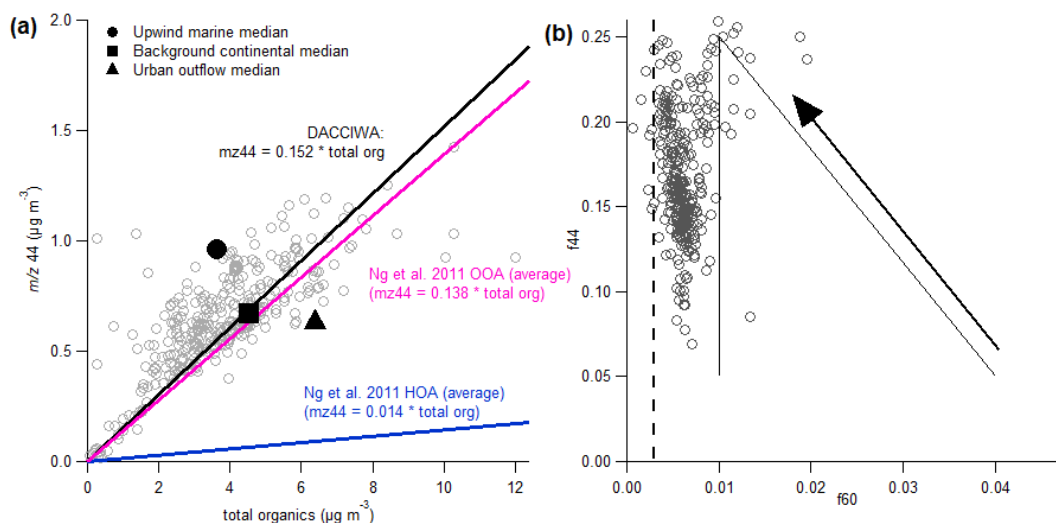 (a)
Upwind marine median
Background continental median
Urban outflow median
DACCIWA:
mz44 = 0.152 * total org
Ng et al. 2011 OOA (average)
(mz44 = 0.138 * total org)
Ng et al. 2011 HOA (average)
(mz44 = 0.014 * total org)
m/z 44 (µg m⁻³)
2.0
1.5
1.0
0.5
0.0
0 2 4 6 8 10 12
total organics (µg m⁻³)
(b)
f44
0.25
0.20
0.15
0.10
0.05
0.00
0.00 0.01 0.02 0.03 0.04
f60